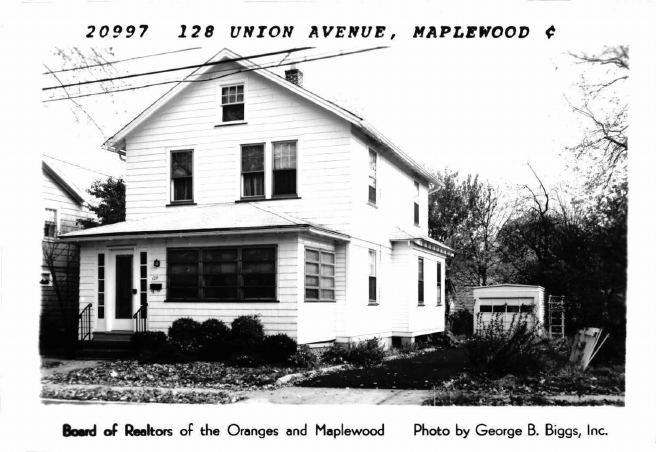 20997 128 UNION AVENUE, MAPLEWOOD ¢
Board of Realtors of the Oranges and Maplewood Photo by George B. Biggs, Inc.